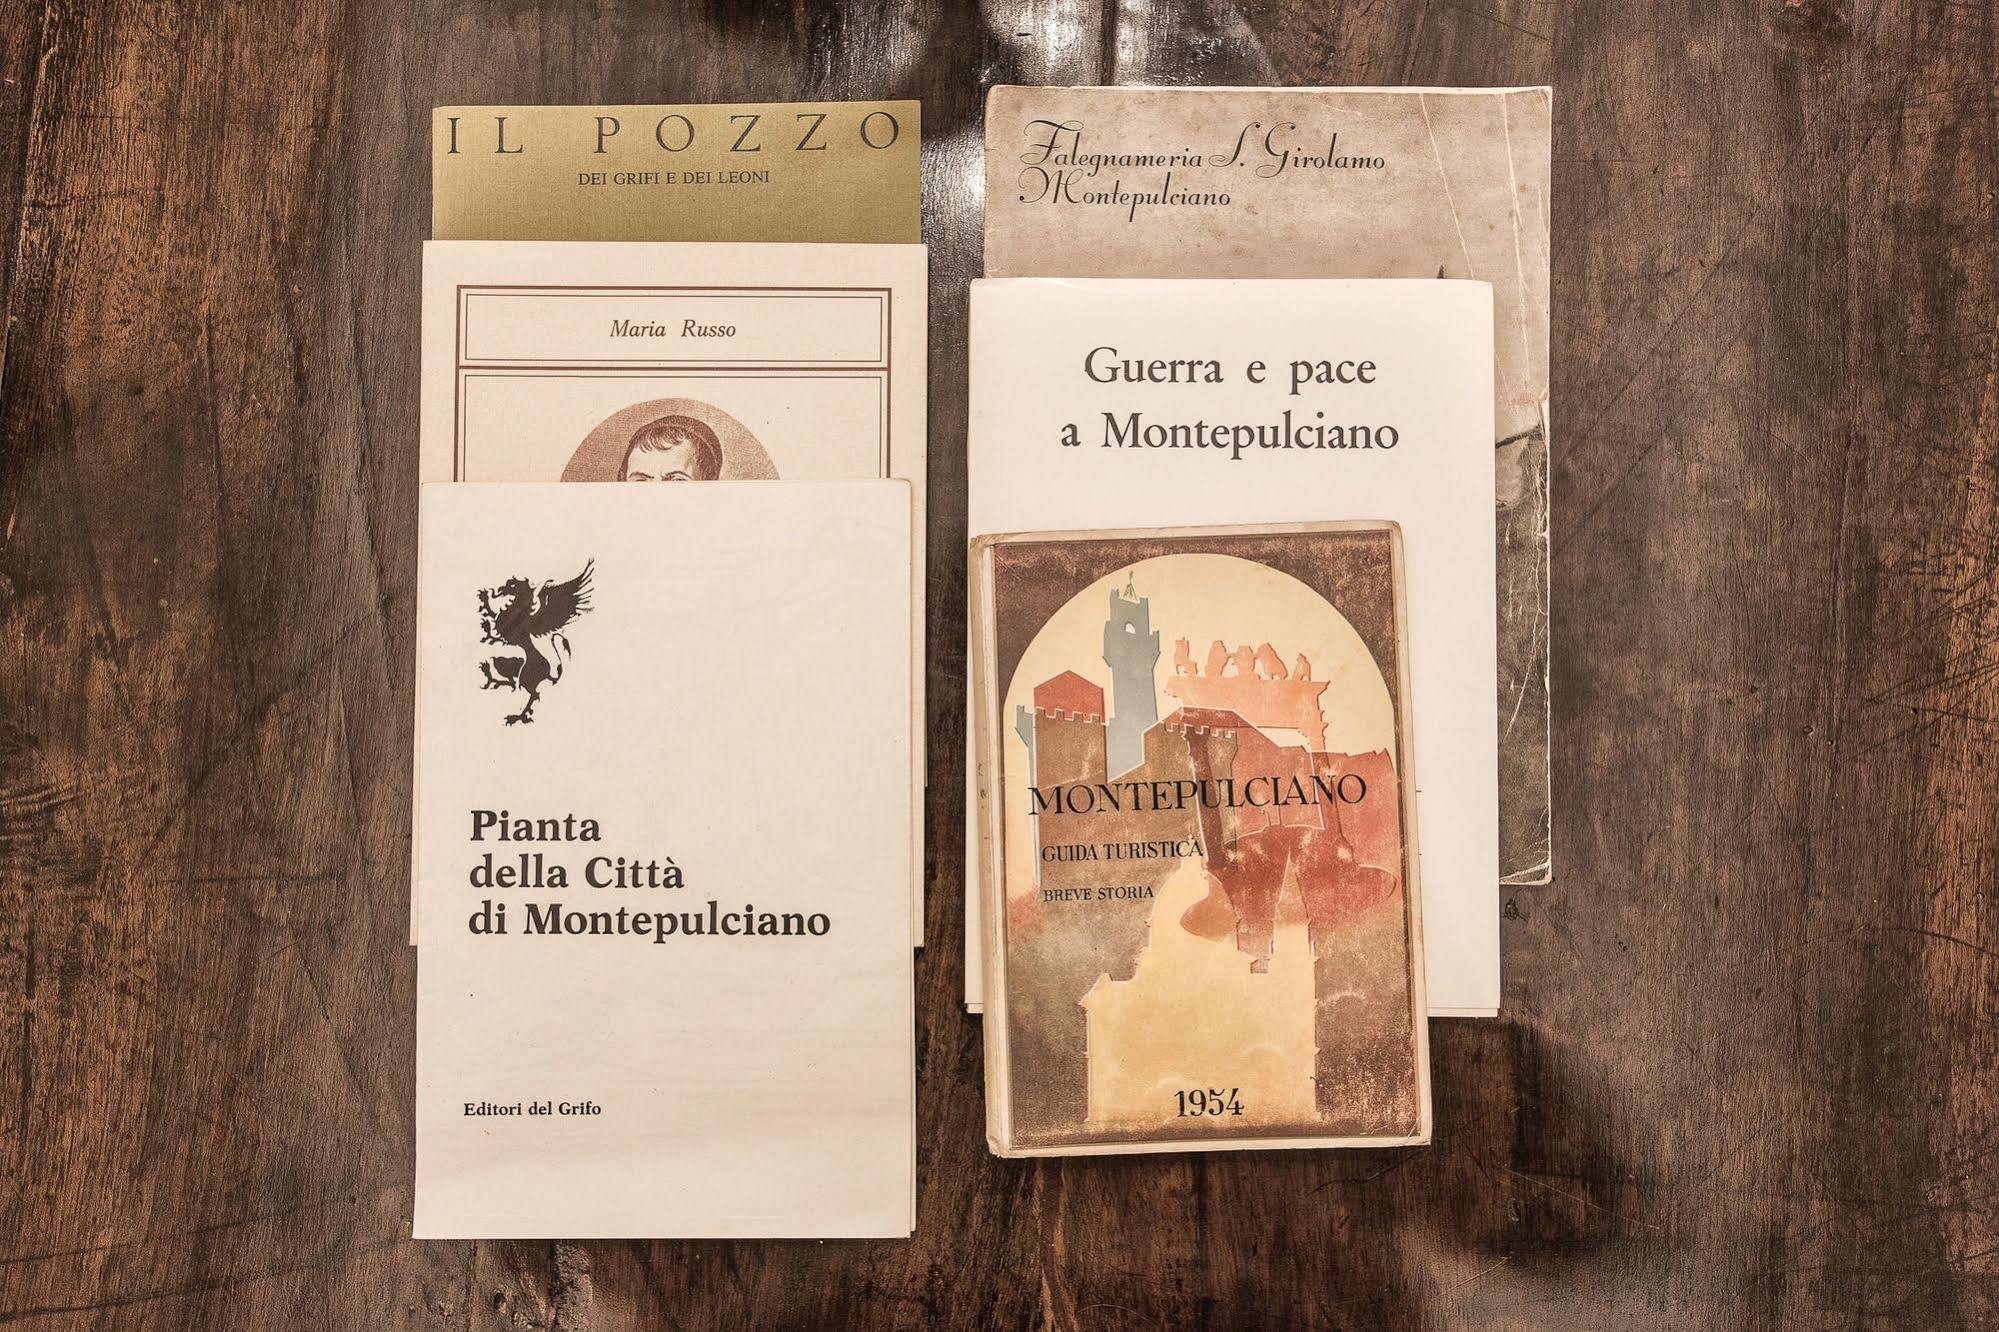 IL POZZO
DEI GRIFI E DEI LEONI
Maria Russo
Pianta
della Città
di Montepulciano
Editori del Grifo
Falegnameria S. Girolamo
Montepulciano
Guerra e pace
a Montepulciano
MONTEPULCIANO
GUIDA TURISTICA
BREVE STORIA
1954